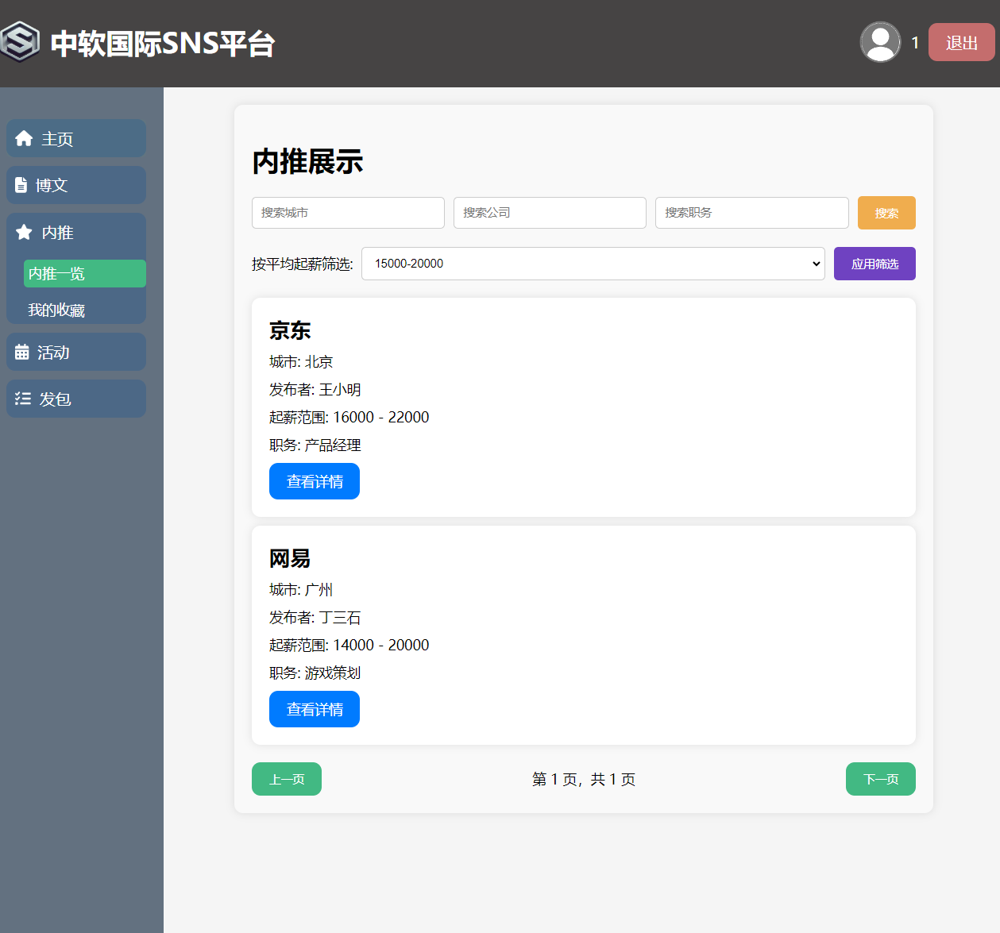 中软国际SNS平台
1
退出
主页
博文
内推
内推一览
我的收藏
活动
发包
内推展示
搜索城市
搜索公司
搜索职务
搜索
按平均起薪筛选:
15000-20000
应用筛选
京东
城市: 北京
发布者: 王小明
起薪范围: 16000 - 22000
职务: 产品经理
查看详情
网易
城市: 广州
发布者: 丁三石
起薪范围: 14000 - 20000
职务: 游戏策划
查看详情
上一页
第 1 页，共 1 页
下一页